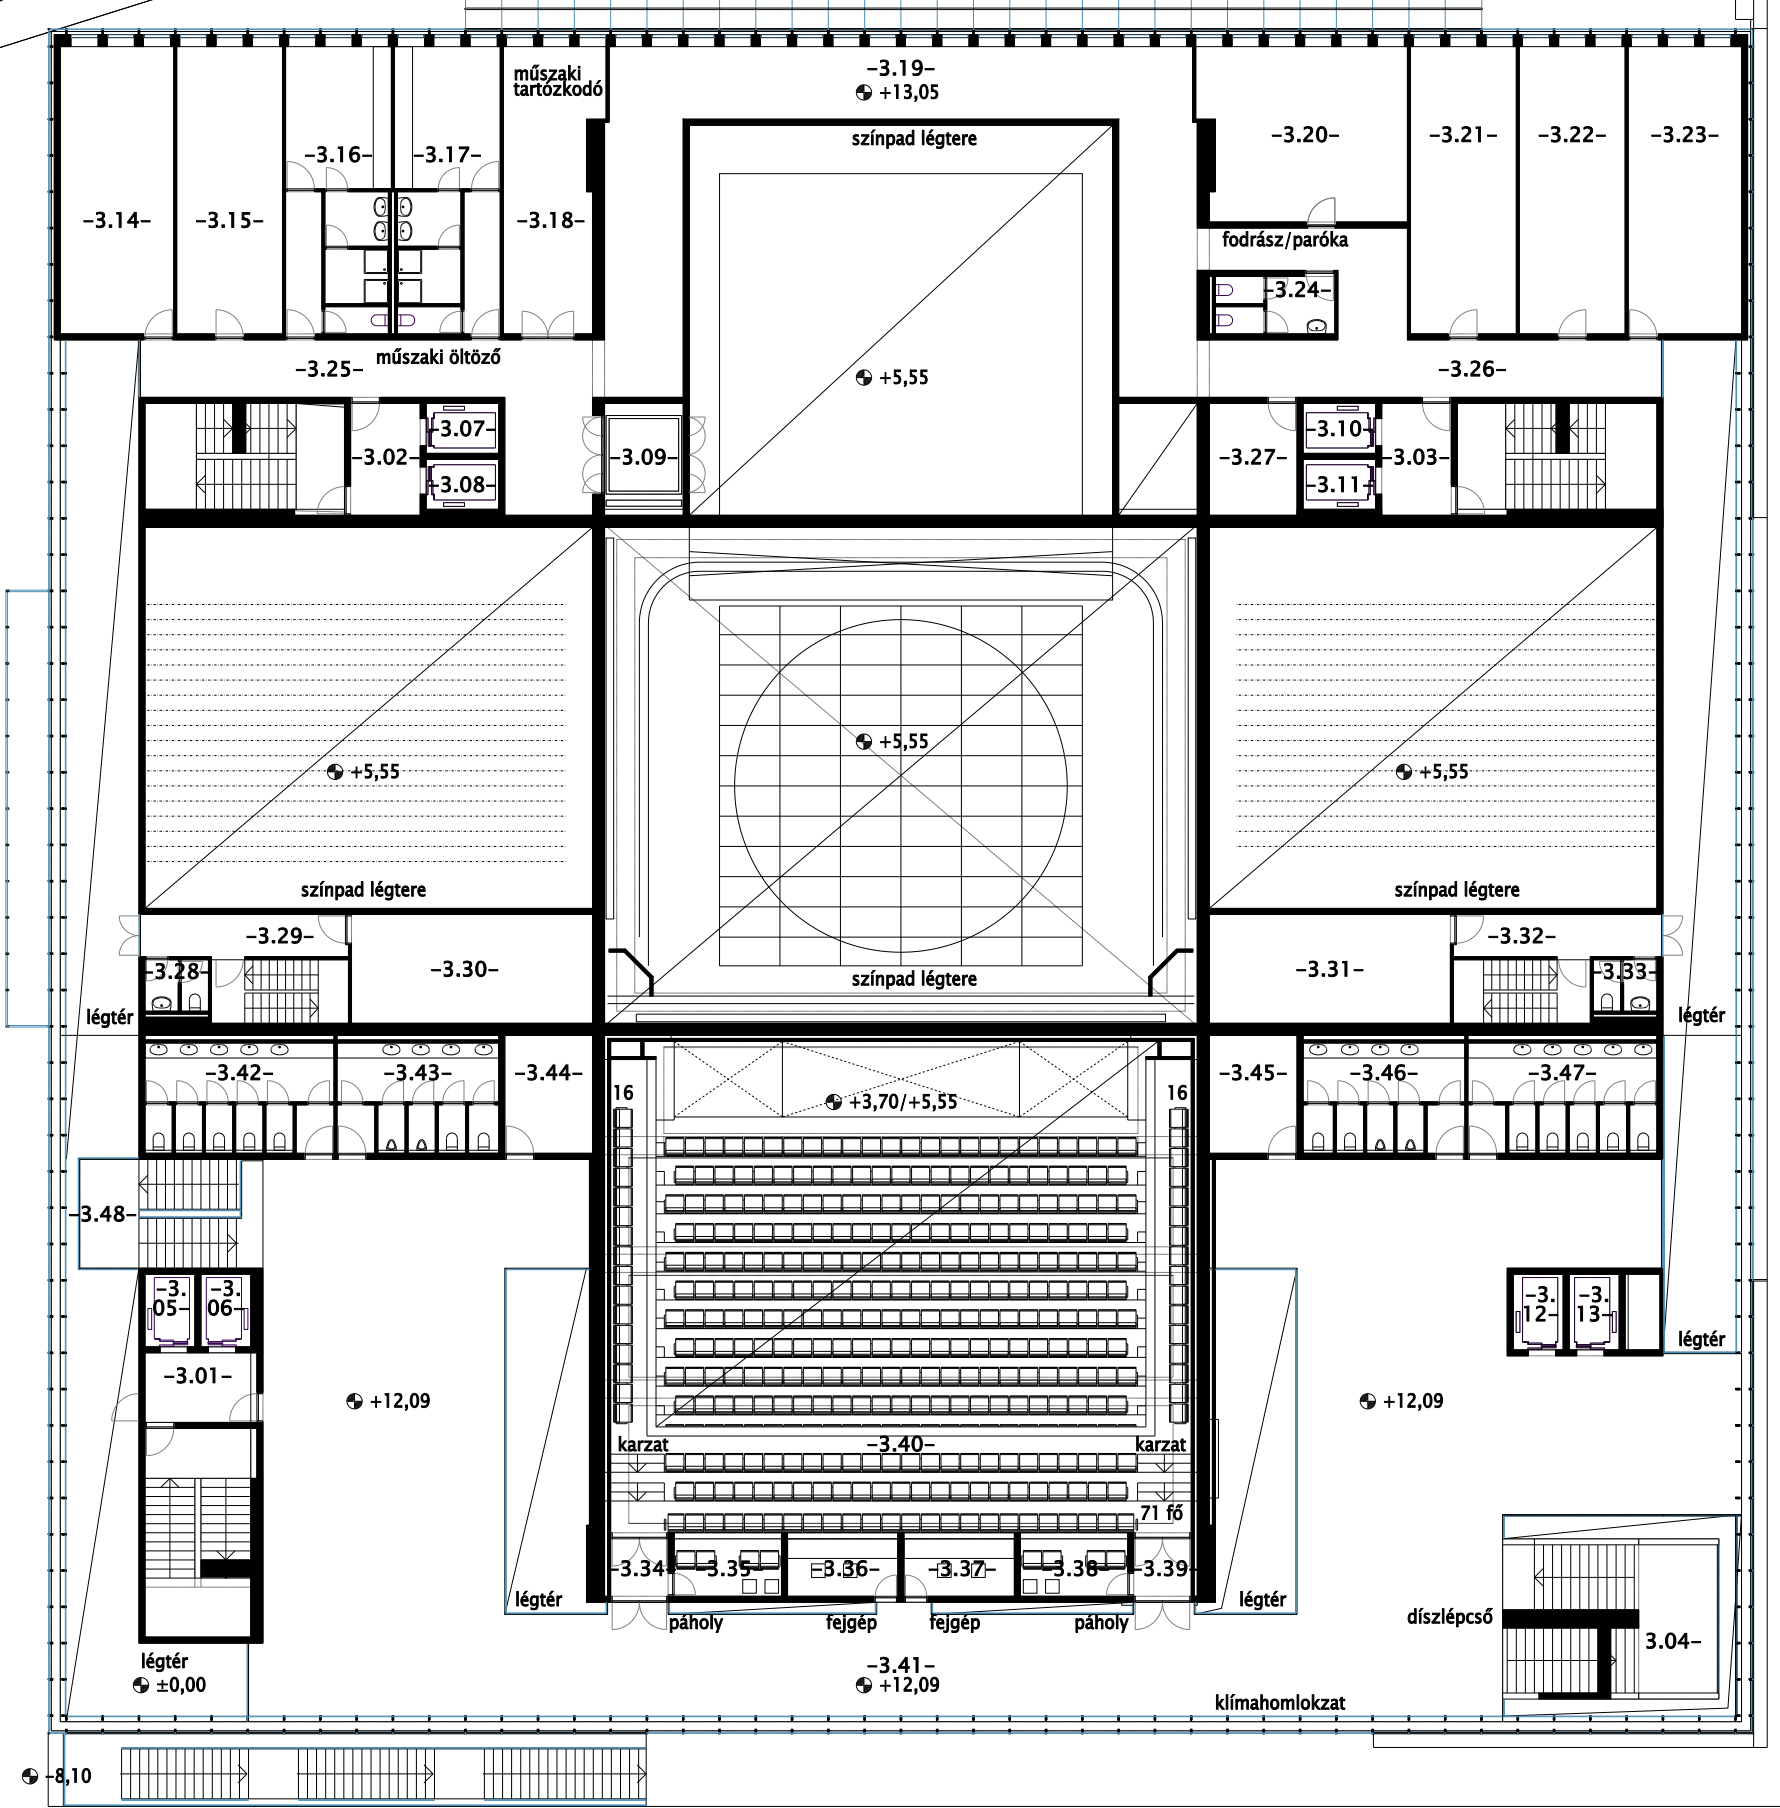 műszaki
tartózkodó
-3.19-
+13,05
színpad légtere
-3.14-
-3.15-
-3.16-
-3.17-
-3.18-
-3.20-
-3.21-
-3.22-
-3.23-
fodrász/paróka
-3.24-
-3.25-
műszaki öltöző
+5,55
-3.26-
-3.02-
-3.07-
-3.08-
-3.09-
-3.27-
-3.10-
-3.11-
-3.03-
+5,55
+5,55
+5,55
színpad légtere
színpad légtere
színpad légtere
-3.29-
-3.28-
-3.30-
légtér
-3.31-
-3.32-
-3.33-
légtér
-3.42-
-3.43-
-3.44-
16
+3,70/+5,55
16
-3.45-
-3.46-
-3.47-
-3.48-
-3.
05-
-3.
06-
-3.01-
+12,09
-3.
12-
-3.
13-
légtér
+12,09
karzat
-3.40-
karzat
71 fő
-3.34-
-3.35-
-3.36-
-3.37-
-3.38-
-3.39-
légtér
páholy
fejgép
fejgép
páholy
légtér
díszlépcső
3.04-
légtér
±0,00
-3.41-
+12,09
klímahomlokzat
-8,10